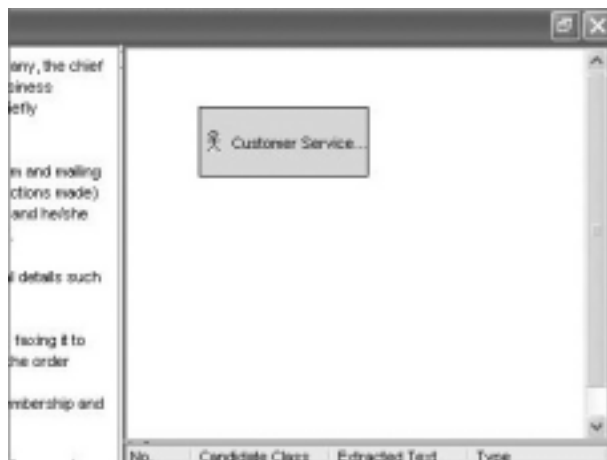 any, the chief
siness
iefly
m and mailing
ctions made)
and he/she
.
l details such
faxing it to
the order
mbership and
Customer Service...
No. Candidate Class Extracted Text Type